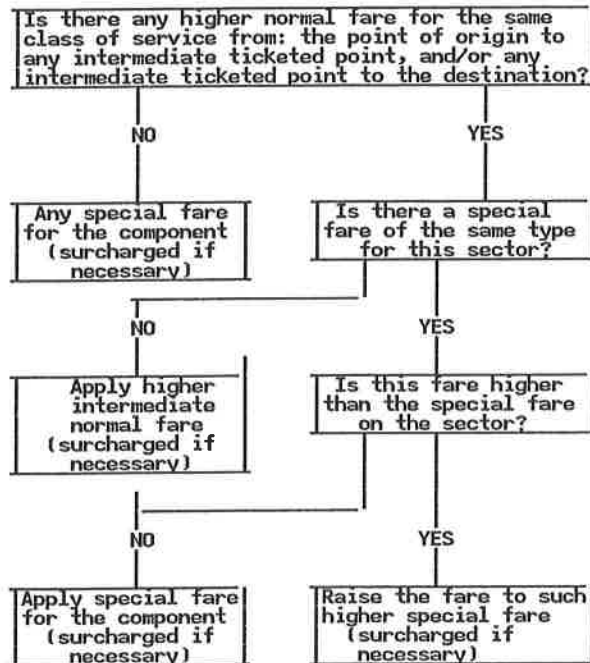 Is there any higher normal fare for the same
class of service from: the point of origin to
any intermediate ticketed point, and/or any
intermediate ticketed point to the destination?
NO
YES
Any special fare
for the component
(surcharged if
necessary)
Is there a special
fare of the same type
for this sector?
NO
YES
Apply higher
intermediate
normal fare
(surcharged if
necessary)
Is this fare higher
than the special fare
on the sector?
NO
YES
Apply special fare
for the component
(surcharged if
necessary)
Raise the fare to such
higher special fare
(surcharged if
necessary)